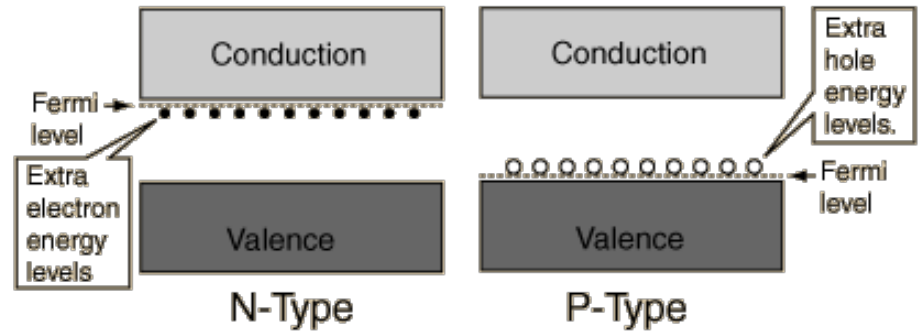 Conduction
Fermi
level
Extra
electron
energy
levels
Valence
N-Type
Conduction
Extra
hole
energy
levels.
Fermi
level
Valence
P-Type